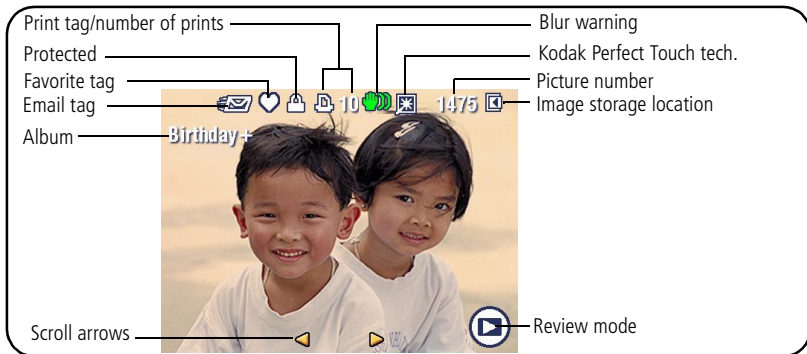 Print tag/number of prints
Protected
Favorite tag
Email tag
Album
Blur warning
Kodak Perfect Touch tech.
Picture number
Image storage location
10
1475
Birthday+
Scroll arrows
Review mode